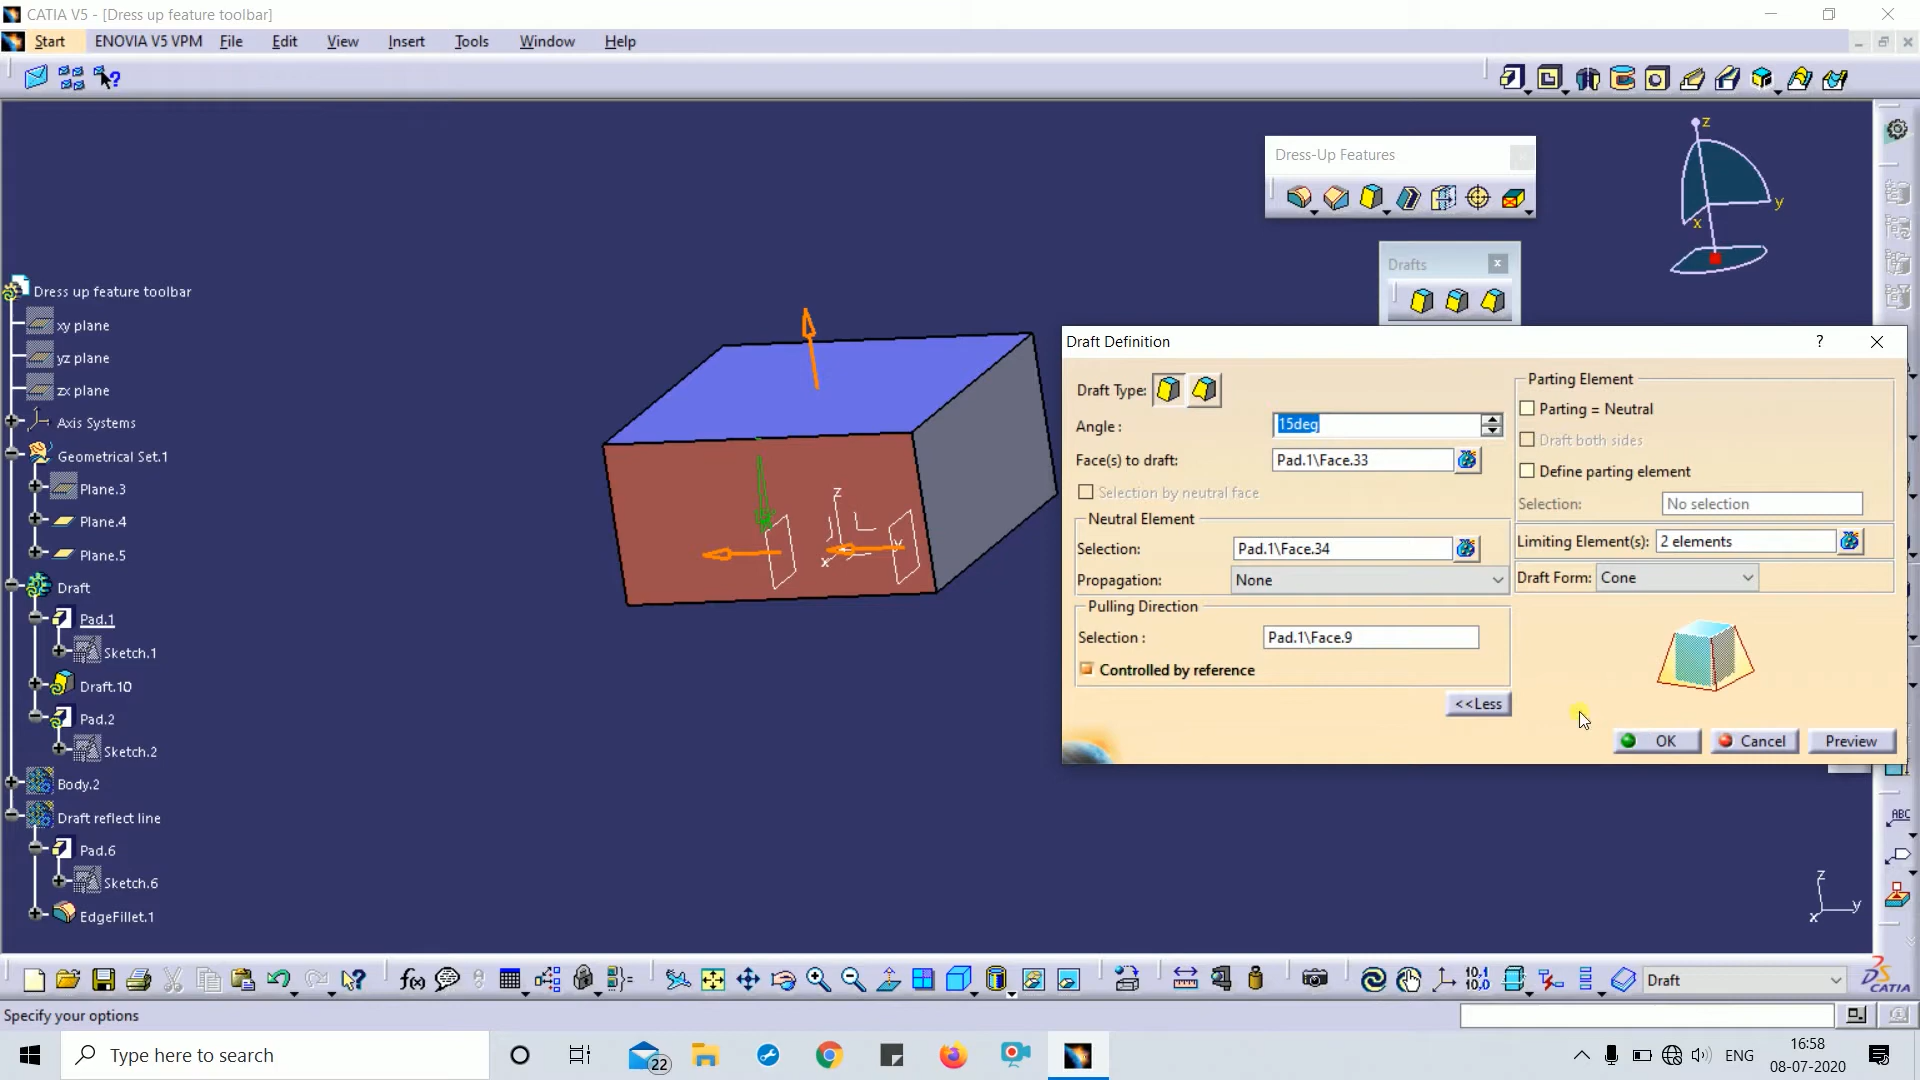 CATIA V5 - [Dress up feature toolbar]
Start ENOVIA V5 VPM File Edit View Insert Tools Window Help
Dress-Up Features
z
y
x
Drafts
Dress up feature toolbar
xy plane
yz plane
zx plane
Axis Systems
Geometrical Set.1
Plane.3
Plane.4
Plane.5
Draft
Pad.1
Sketch.1
Draft.10
Pad.2
Sketch.2
Body.2
Draft reflect line
Pad.6
Sketch.6
EdgeFillet.1
z
x
y
Draft Definition
Draft Type:
Angle : 15deg
Face(s) to draft: Pad.1\Face.33
Selection by neutral face
Neutral Element
Selection: Pad.1\Face.34
Propagation: None
Pulling Direction
Selection : Pad.1\Face.9
Controlled by reference
<<Less
Parting Element
Parting = Neutral
Draft both sides
Define parting element
Selection: No selection
Limiting Element(s): 2 elements
Draft Form: Cone
OK Cancel Preview
ABC
z
x y
f(x) 10,1 10,0 Draft CATIA
Specify your options
Type here to search 22 ENG 16:58
08-07-2020